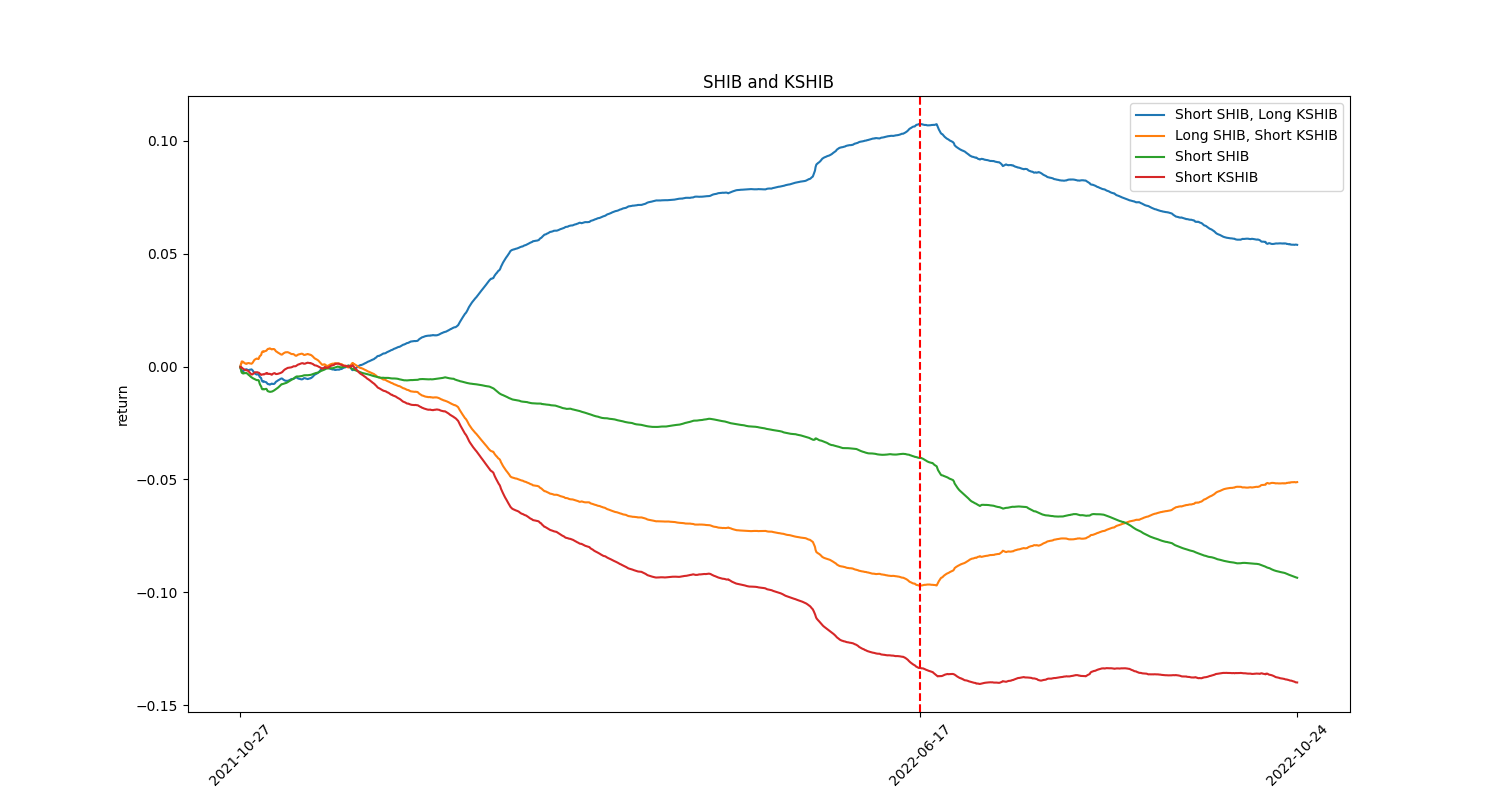 SHIB and KSHIB
Short SHIB, Long KSHIB
Long SHIB, Short KSHIB
Short SHIB
Short KSHIB
0.10
0.05
0.00
−0.05
−0.10
−0.15
return
2021-10-27
2022-06-17
2022-10-24